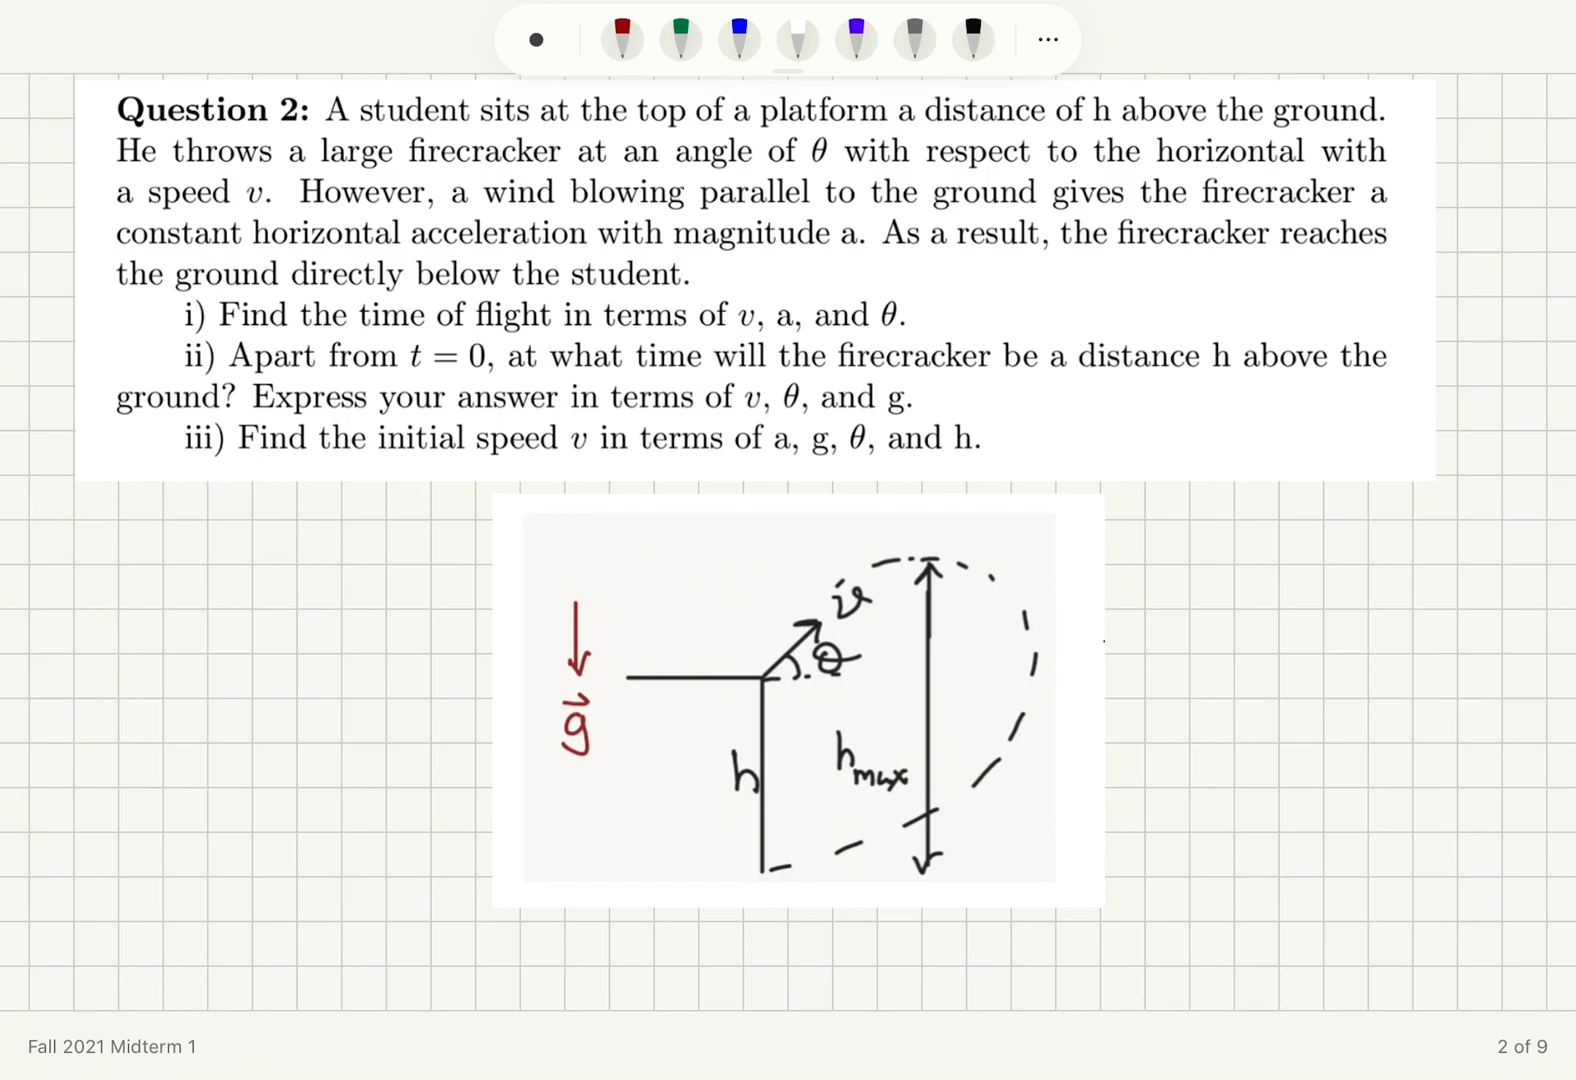 Question 2: A student sits at the top of a platform a distance of h above the ground.
He throws a large firecracker at an angle of θ with respect to the horizontal with
a speed v. However, a wind blowing parallel to the ground gives the firecracker a
constant horizontal acceleration with magnitude a. As a result, the firecracker reaches
the ground directly below the student.
i) Find the time of flight in terms of v, a, and θ.
ii) Apart from t = 0, at what time will the firecracker be a distance h above the
ground? Express your answer in terms of v, θ, and g.
iii) Find the initial speed v in terms of a, g, θ, and h.
v
θ
g
h
hmax
Fall 2021 Midterm 1
2 of 9